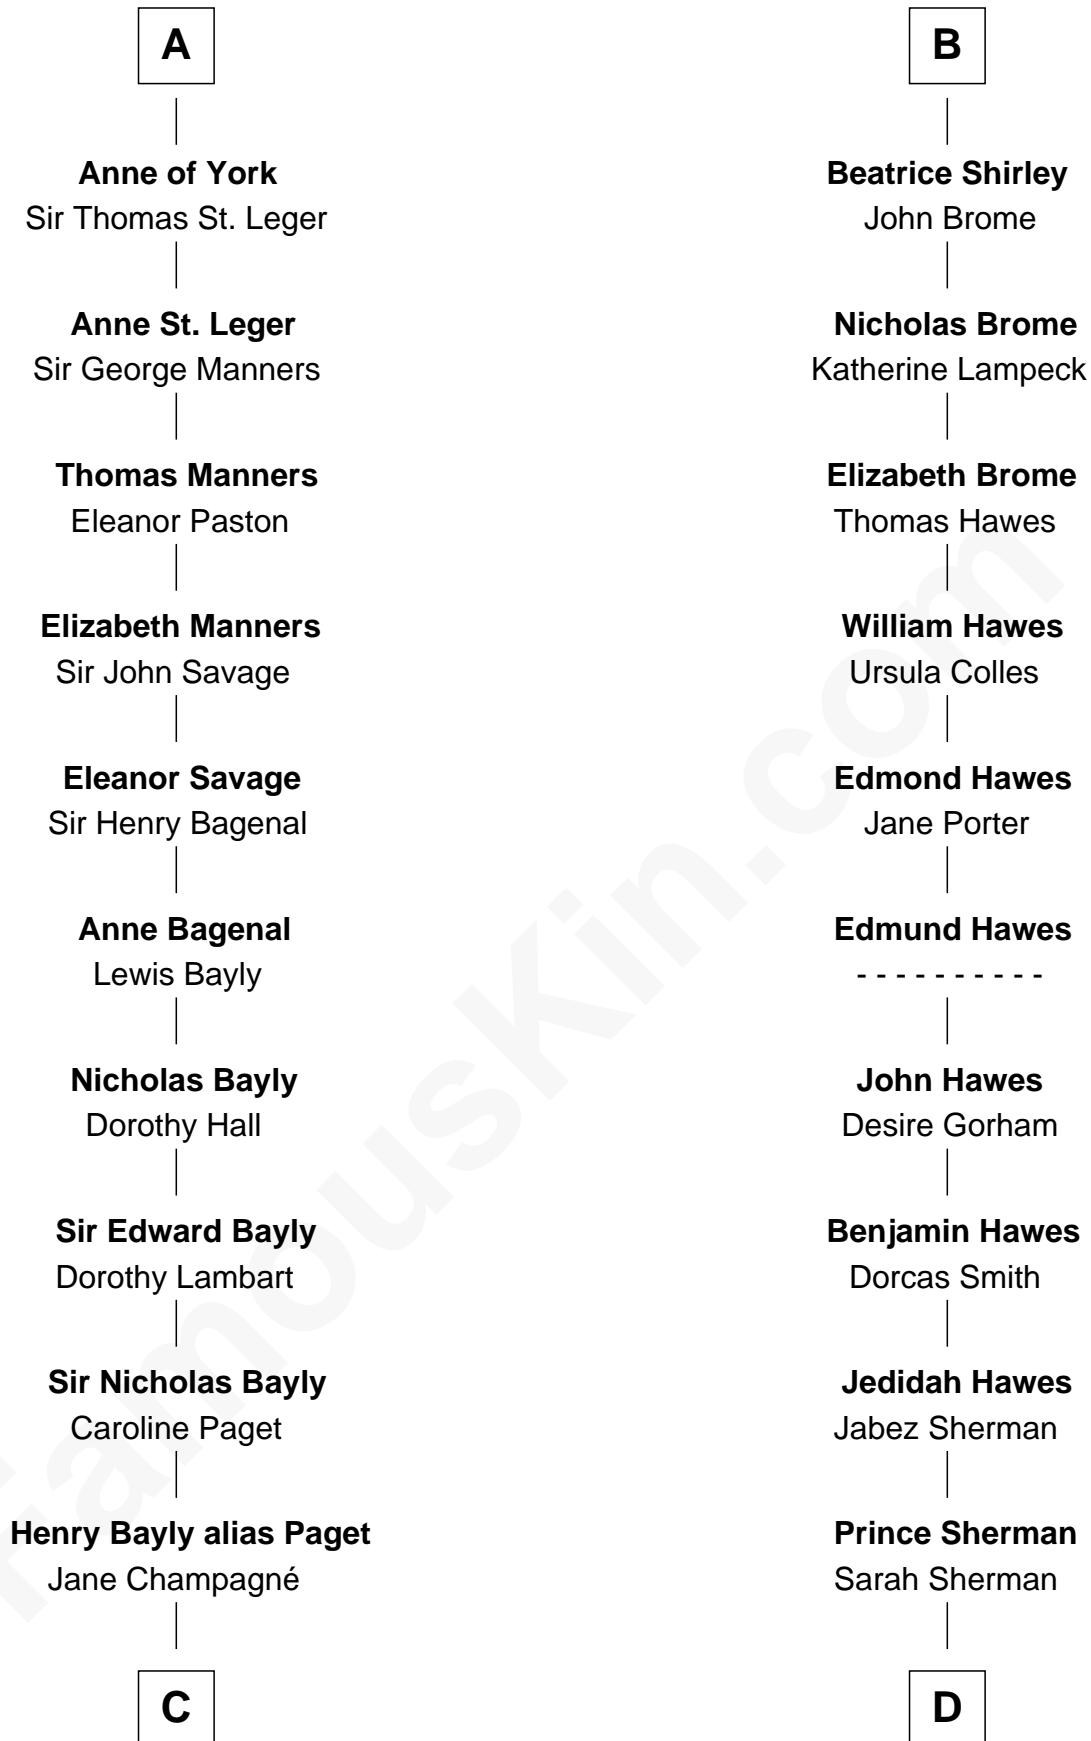 A
Anne of York
Sir Thomas St. Leger
Anne St. Leger
Sir George Manners
Thomas Manners
Eleanor Paston
Elizabeth Manners
Sir John Savage
Eleanor Savage
Sir Henry Bagenal
Anne Bagenal
Lewis Bayly
Nicholas Bayly
Dorothy Hall
Sir Edward Bayly
Dorothy Lambart
Sir Nicholas Bayly
Caroline Paget
Henry Bayly alias Paget
Jane Champagné
C
B
Beatrice Shirley
John Brome
Nicholas Brome
Katherine Lampeck
Elizabeth Brome
Thomas Hawes
William Hawes
Ursula Colles
Edmond Hawes
Jane Porter
Edmund Hawes
- - - - - - - - - -
John Hawes
Desire Gorham
Benjamin Hawes
Dorcas Smith
Jedidah Hawes
Jabez Sherman
Prince Sherman
Sarah Sherman
D
FamousKin.com